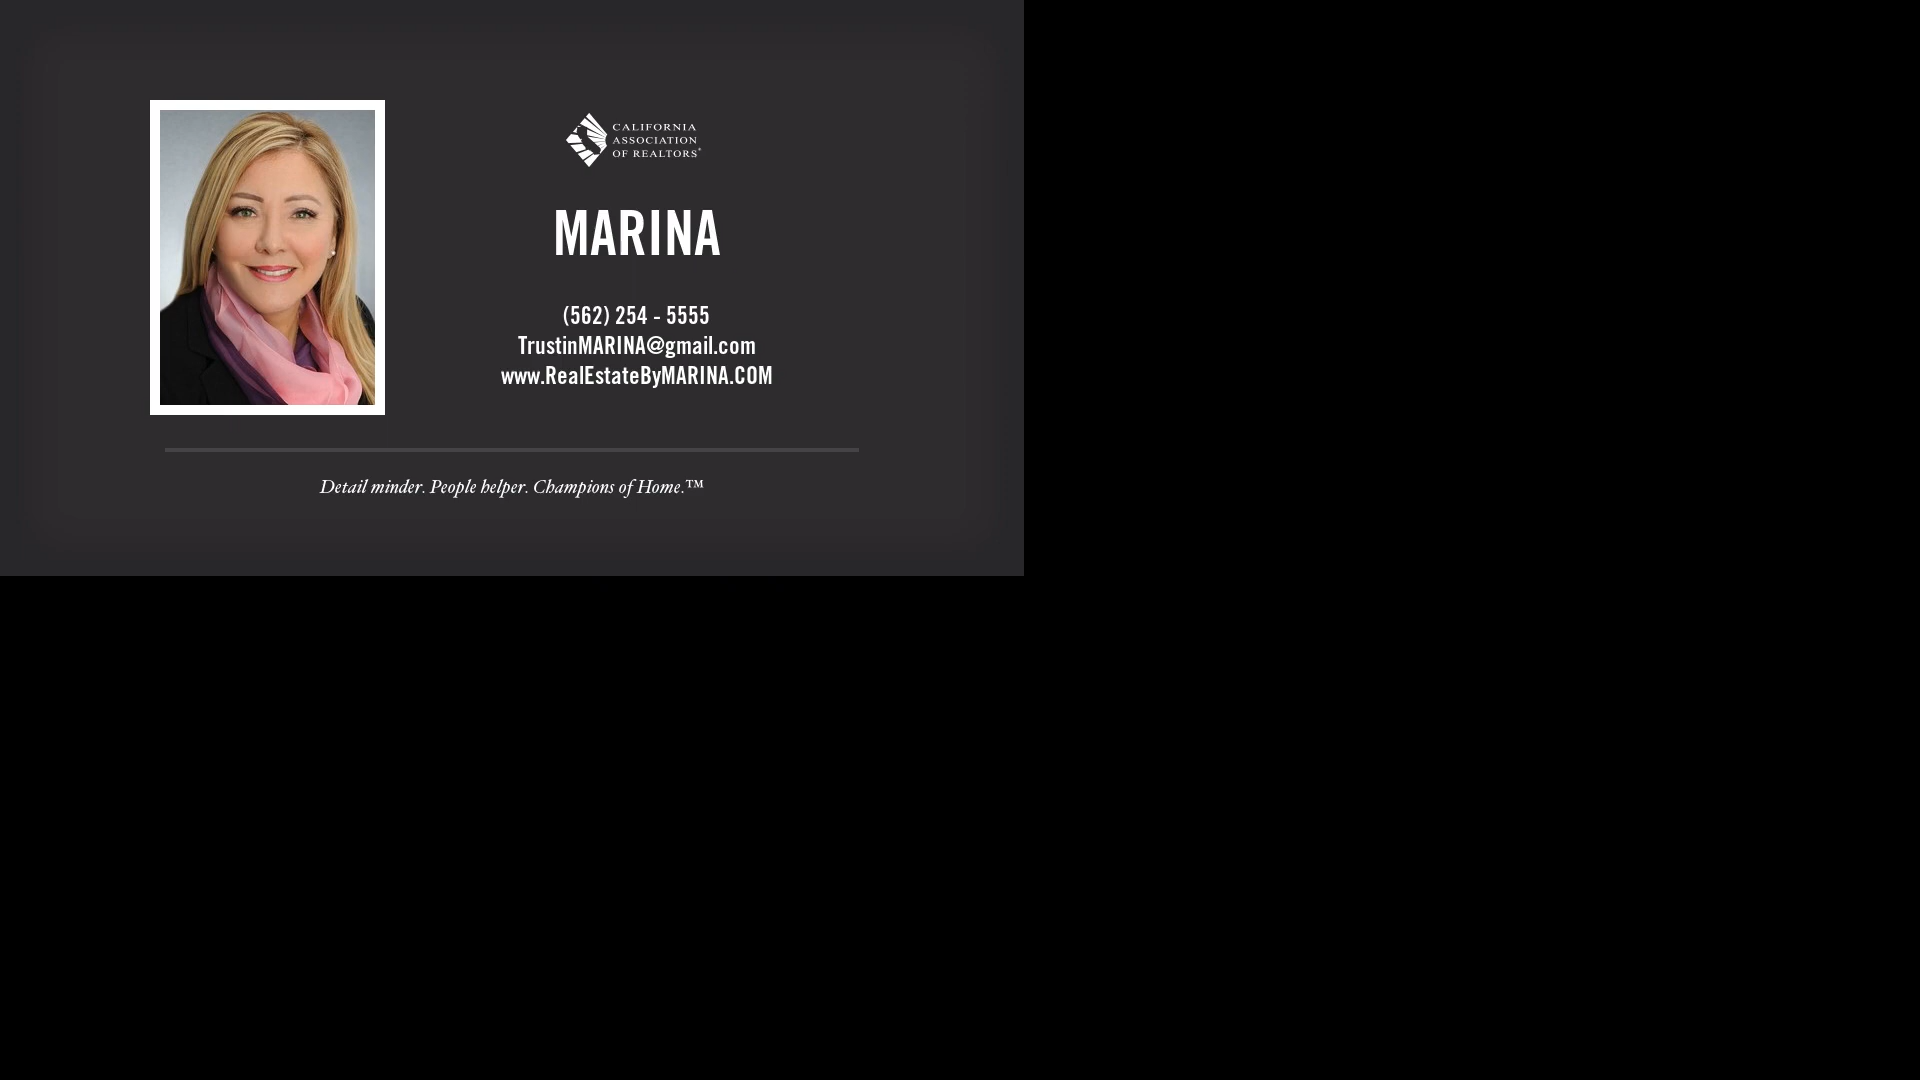 CALIFORNIA
ASSOCIATION
OF REALTORS®
MARINA
(562) 254 - 5555
TrustinMARINA@gmail.com
www.RealEstateByMARINA.COM
Detail minder. People helper. Champions of Home.™